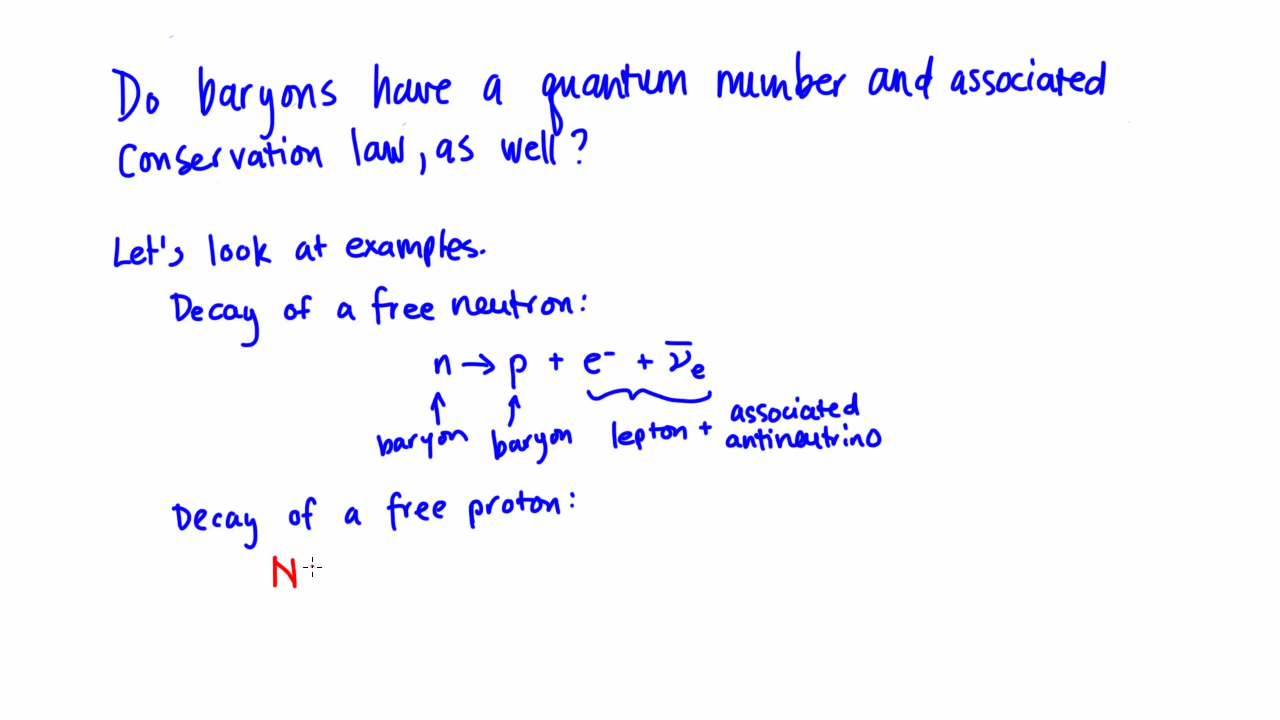 Do baryons have a quantum number and associated
conservation law, as well?
Let's look at examples.
Decay of a free neutron:
n → p + e⁻ + ν̅ₑ
baryon baryon lepton + associated antineutrino
Decay of a free proton:
N